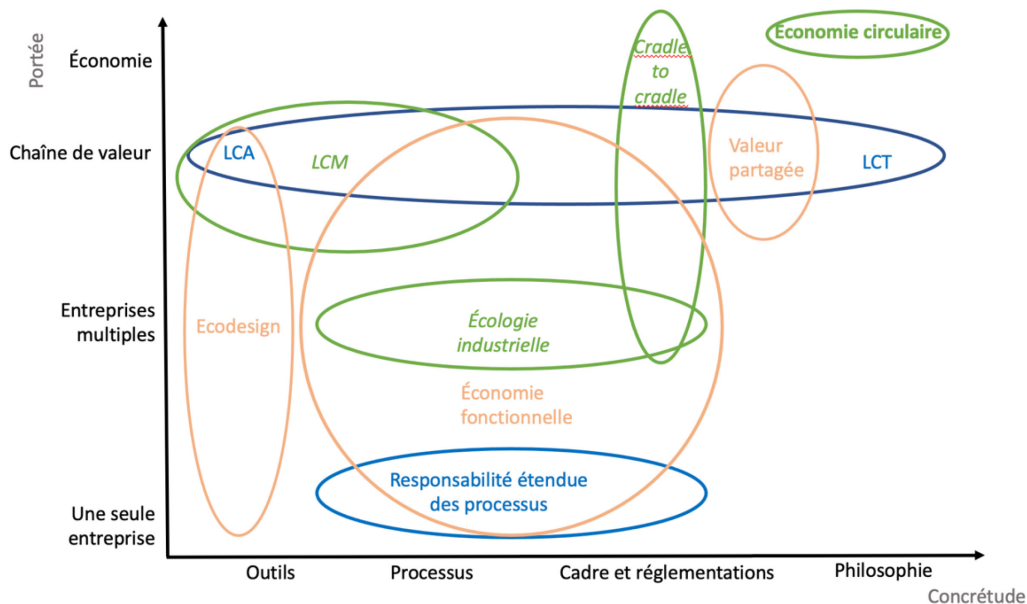 Portée
Économie
Chaîne de valeur
Entreprises
multiples
Une seule
entreprise
Cradle
to
cradle
Économie circulaire
LCA
LCM
Valeur
partagée
LCT
Ecodesign
Écologie
industrielle
Économie
fonctionnelle
Responsabilité étendue
des processus
Outils
Processus
Cadre et réglementations
Philosophie
Concrétude